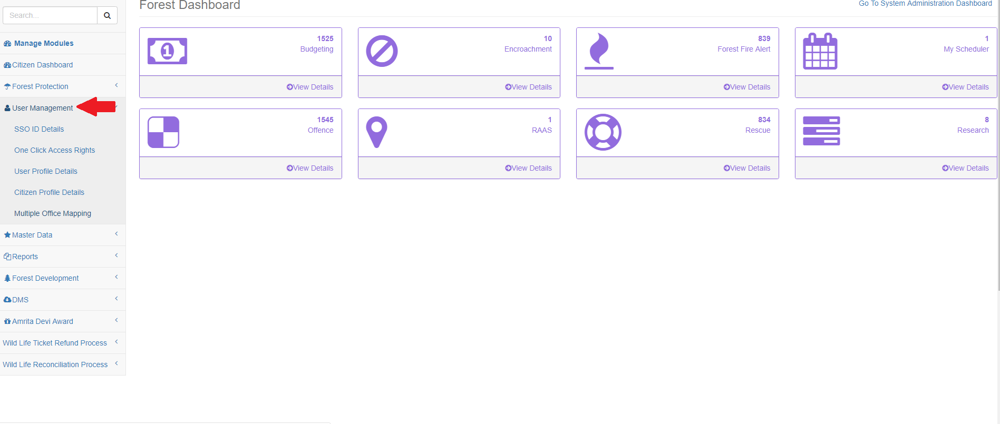 Forest Dashboard
Go To System Administration Dashboard
Search...
Manage Modules
Citizen Dashboard
Forest Protection
User Management
SSO ID Details
One Click Access Rights
User Profile Details
Citizen Profile Details
Multiple Office Mapping
Master Data
Reports
Forest Development
DMS
Amrita Devi Award
Wild Life Ticket Refund Process
Wild Life Reconciliation Process
1
1525
Budgeting
View Details
10
Encroachment
View Details
839
Forest Fire Alert
View Details
1
My Scheduler
View Details
1545
Offence
View Details
1
RAAS
View Details
834
Rescue
View Details
8
Research
View Details